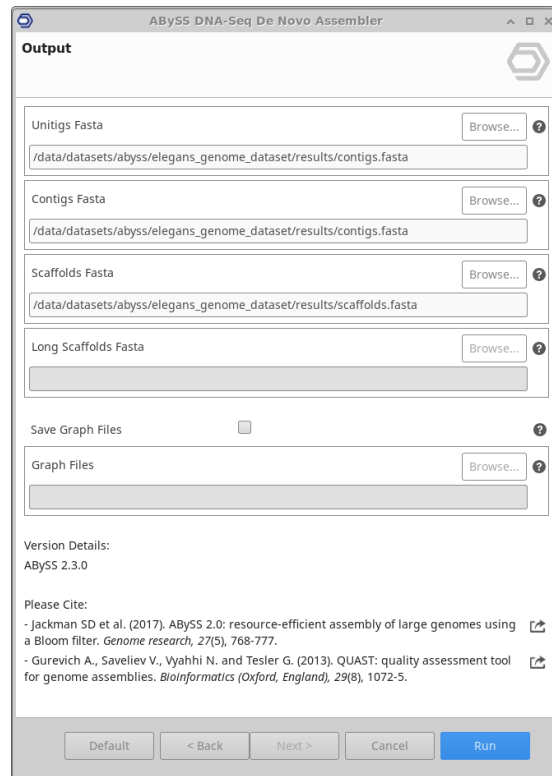 ABySS DNA-Seq De Novo Assembler
Output
Unitigs Fasta
Browse...
/data/datasets/abyss/elegans_genome_dataset/results/contigs.fasta
Contigs Fasta
Browse...
/data/datasets/abyss/elegans_genome_dataset/results/contigs.fasta
Scaffolds Fasta
Browse...
/data/datasets/abyss/elegans_genome_dataset/results/scaffolds.fasta
Long Scaffolds Fasta
Browse...
Save Graph Files
Graph Files
Browse...
Version Details:
ABySS 2.3.0
Please Cite:
- Jackman SD et al. (2017). ABySS 2.0: resource-efficient assembly of large genomes using
a Bloom filter. Genome research, 27(5), 768-777.
- Gurevich A., Saveliev V., Vyahhi N. and Tesler G. (2013). QUAST: quality assessment tool
for genome assemblies. Bioinformatics (Oxford, England), 29(8), 1072-5.
Default
< Back
Next >
Cancel
Run